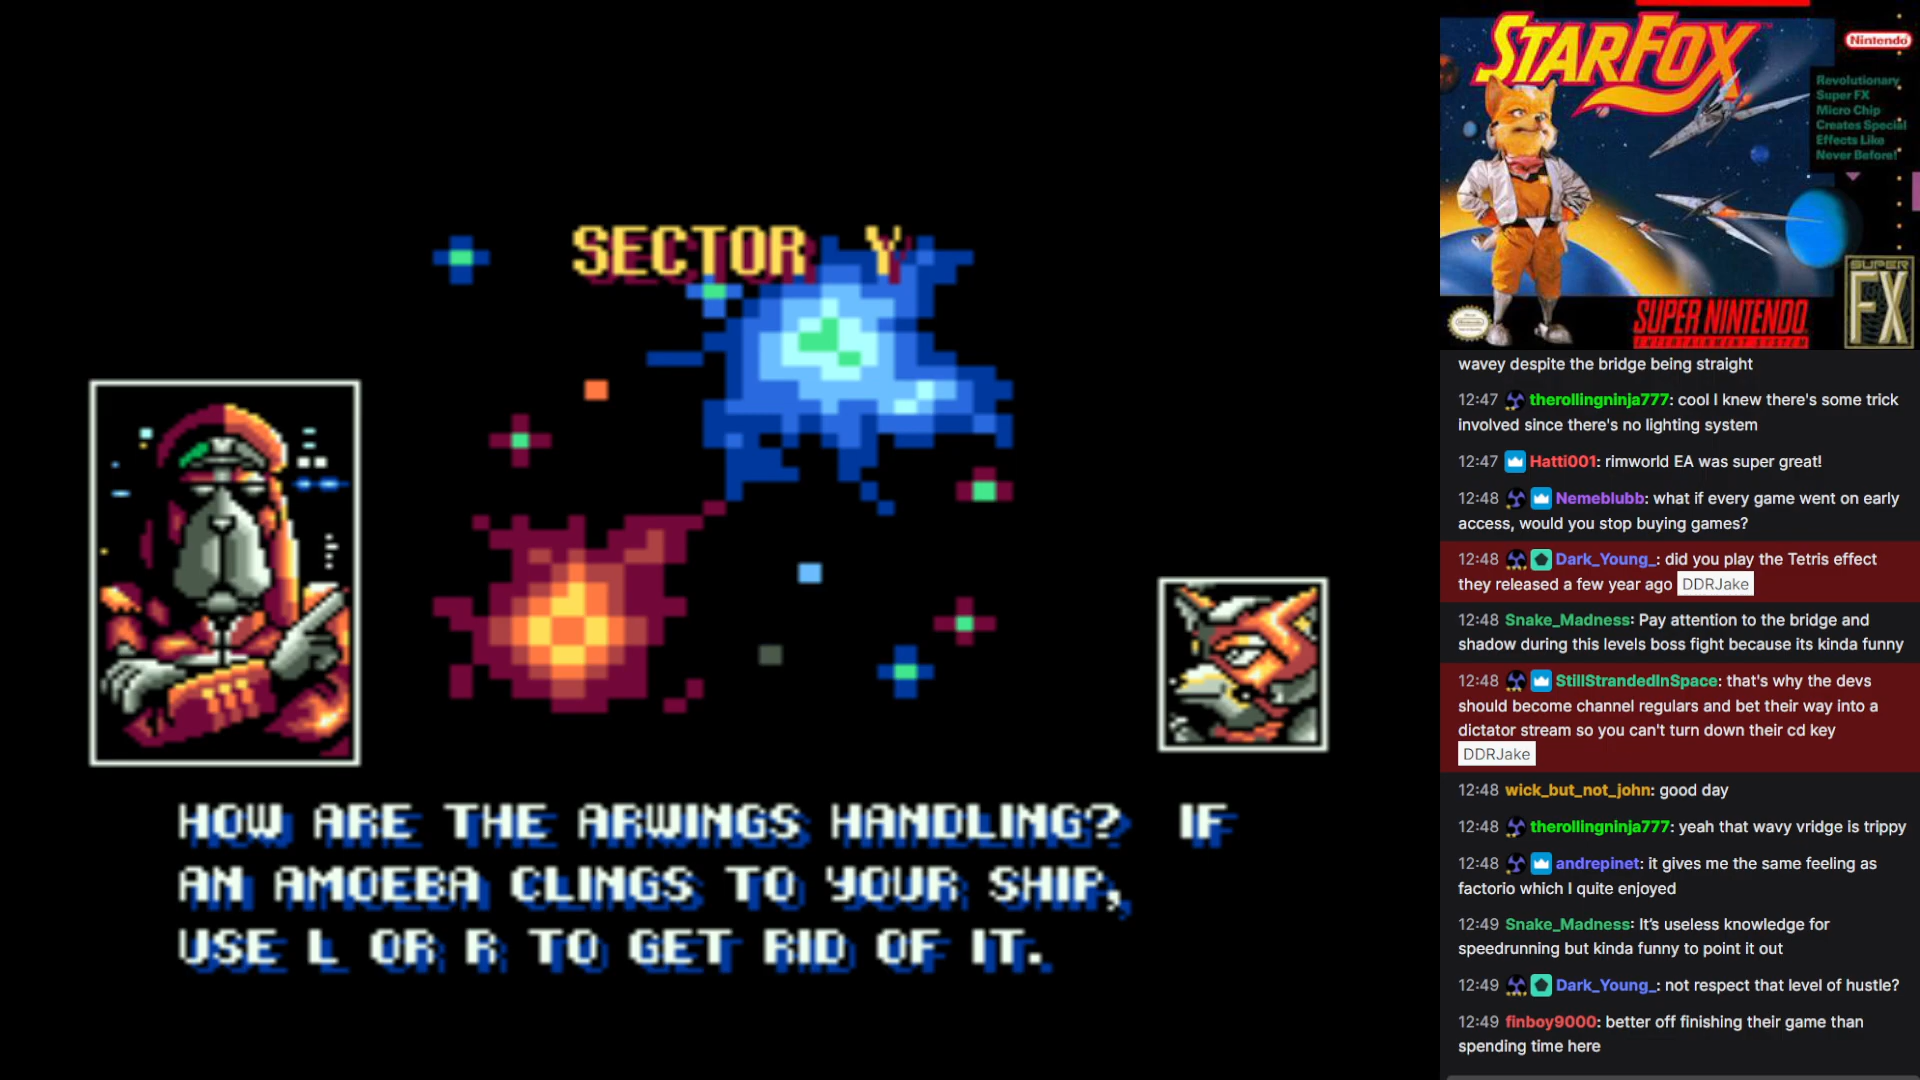 SECTOR Y
HOW ARE THE ARWINGS HANDLING? IF
AN AMOEBA CLINGS TO YOUR SHIP,
USE L OR R TO GET RID OF IT.
STARFOX
Nintendo
Revolutionary
Super FX
Micro Chip
Creates Special
Effects Like
Never Before!
SUPER
FX
SUPER NINTENDO
ENTERTAINMENT SYSTEM
wavey despite the bridge being straight
12:47 therollingninja777: cool I knew there's some trick
involved since there's no lighting system
12:47 Hatti001: rimworld EA was super great!
12:48 Nemeblubb: what if every game went on early
access, would you stop buying games?
12:48 Dark_Young_: did you play the Tetris effect
they released a few year ago DDRJake
12:48 Snake_Madness: Pay attention to the bridge and
shadow during this levels boss fight because its kinda funny
12:48 StillStrandedInSpace: that's why the devs
should become channel regulars and bet their way into a
dictator stream so you can't turn down their cd key
DDRJake
12:48 wick_but_not_john: good day
12:48 therollingninja777: yeah that wavy vridge is trippy
12:48 andrepinet: it gives me the same feeling as
factorio which I quite enjoyed
12:49 Snake_Madness: It's useless knowledge for
speedrunning but kinda funny to point it out
12:49 Dark_Young_: not respect that level of hustle?
12:49 finboy9000: better off finishing their game than
spending time here